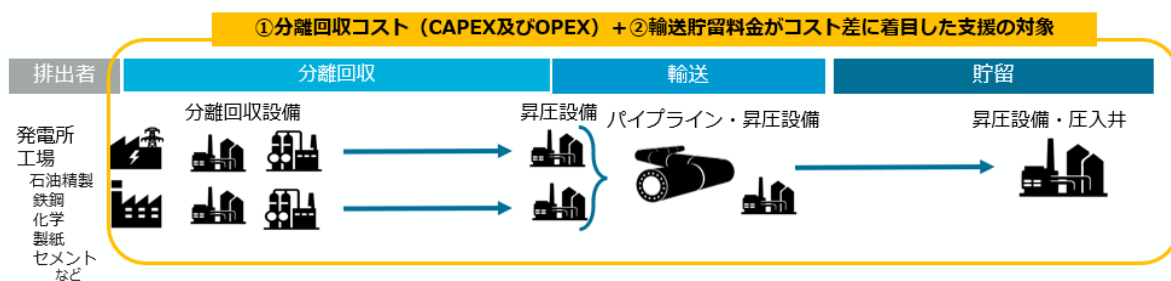 ①分離回収コスト（CAPEX及びOPEX）＋②輸送貯留料金がコスト差に着目した支援の対象
排出者
分離回収
輸送
貯留
分離回収設備
昇圧設備
パイプライン・昇圧設備
昇圧設備・圧入井
発電所
工場
石油精製
鉄鋼
化学
製紙
セメント
など